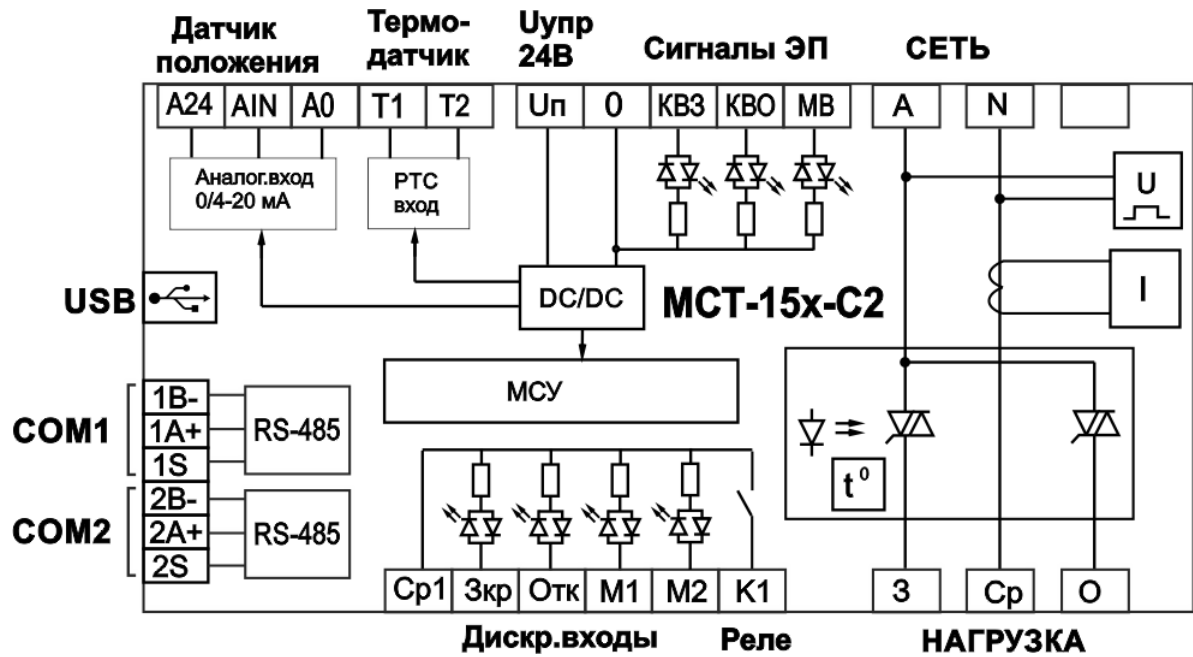 Датчик положения
Термо-датчик
Uупр 24В
Сигналы ЭП
СЕТЬ
A24 AIN A0 T1 T2 Uп 0 КВЗ КВО МВ A N
Аналог.вход
0/4-20 мА
PTC
вход
U
I
USB
DC/DC
МСТ-15х-С2
МСУ
COM1
1B-
1A+
1S
RS-485
COM2
2B-
2A+
2S
RS-485
t⁰
Ср1 Зкр Отк М1 М2 К1 З Ср О
Дискр.входы Реле НАГРУЗКА